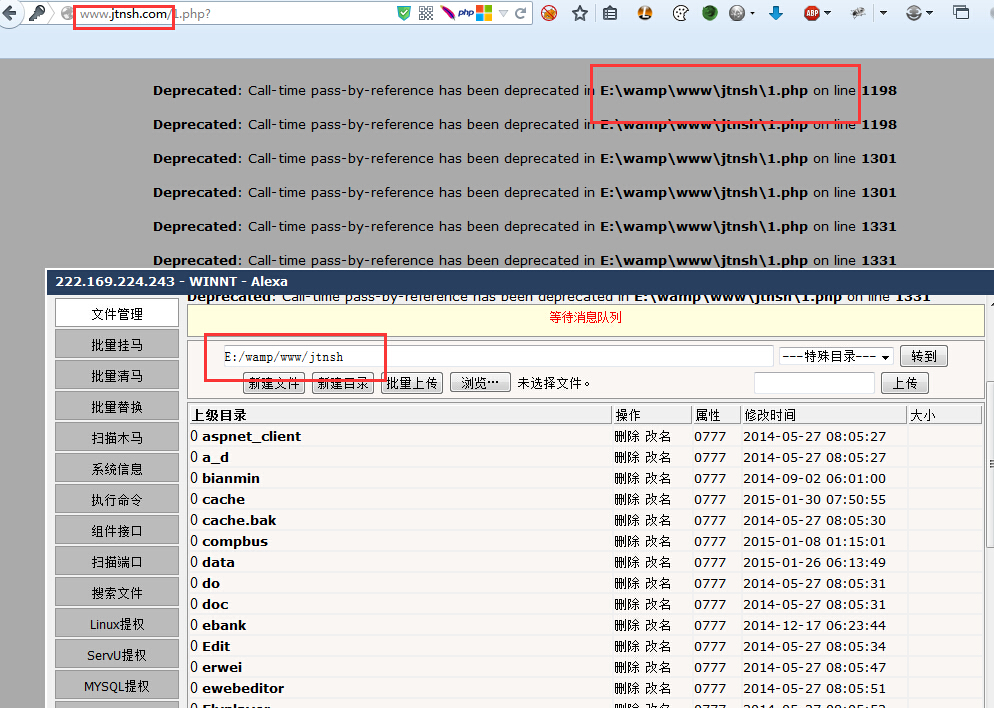 www.jtnsh.com/1.php?
php
ABP
Deprecated: Call-time pass-by-reference has been deprecated in E:\wamp\www\jtnsh\1.php on line 1198
Deprecated: Call-time pass-by-reference has been deprecated in E:\wamp\www\jtnsh\1.php on line 1198
Deprecated: Call-time pass-by-reference has been deprecated in E:\wamp\www\jtnsh\1.php on line 1301
Deprecated: Call-time pass-by-reference has been deprecated in E:\wamp\www\jtnsh\1.php on line 1301
Deprecated: Call-time pass-by-reference has been deprecated in E:\wamp\www\jtnsh\1.php on line 1331
Deprecated: Call-time pass-by-reference has been deprecated in E:\wamp\www\jtnsh\1.php on line 1331
222.169.224.243 - WINNT - Alexa
Deprecated: Call-time pass-by-reference has been deprecated in E:\wamp\www\jtnsh\1.php on line 1331
文件管理
批量挂马
批量清马
批量替换
扫描木马
系统信息
执行命令
组件接口
扫描端口
搜索文件
Linux提权
ServU提权
MYSQL提权
等待消息队列
E:/wamp/www/jtnsh ---特殊目录--- 转到
新建文件 新建目录 批量上传 浏览… 未选择文件。 上传
上级目录 操作 属性 修改时间 大小
0 aspnet_client 删除 改名 0777 2014-05-27 08:05:27
0 a_d 删除 改名 0777 2014-05-27 08:05:27
0 bianmin 删除 改名 0777 2014-09-02 06:01:00
0 cache 删除 改名 0777 2015-01-30 07:50:55
0 cache.bak 删除 改名 0777 2014-05-27 08:05:30
0 compbus 删除 改名 0777 2015-01-08 01:15:01
0 data 删除 改名 0777 2015-01-26 06:13:49
0 do 删除 改名 0777 2014-05-27 08:05:31
0 doc 删除 改名 0777 2014-05-27 08:05:31
0 ebank 删除 改名 0777 2014-12-17 06:23:44
0 Edit 删除 改名 0777 2014-05-27 08:05:34
0 erwei 删除 改名 0777 2014-05-27 08:05:47
0 ewebeditor 删除 改名 0777 2014-05-27 08:05:51